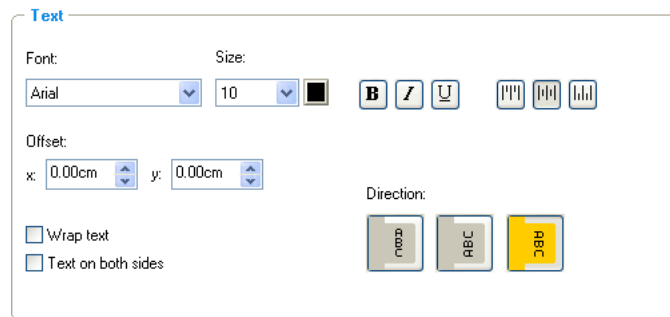 Text
Font: Size:
Arial 10 B I U
Offset:
x: 0.00cm y: 0.00cm
Direction:
Wrap text
Text on both sides
ABC ABC ABC